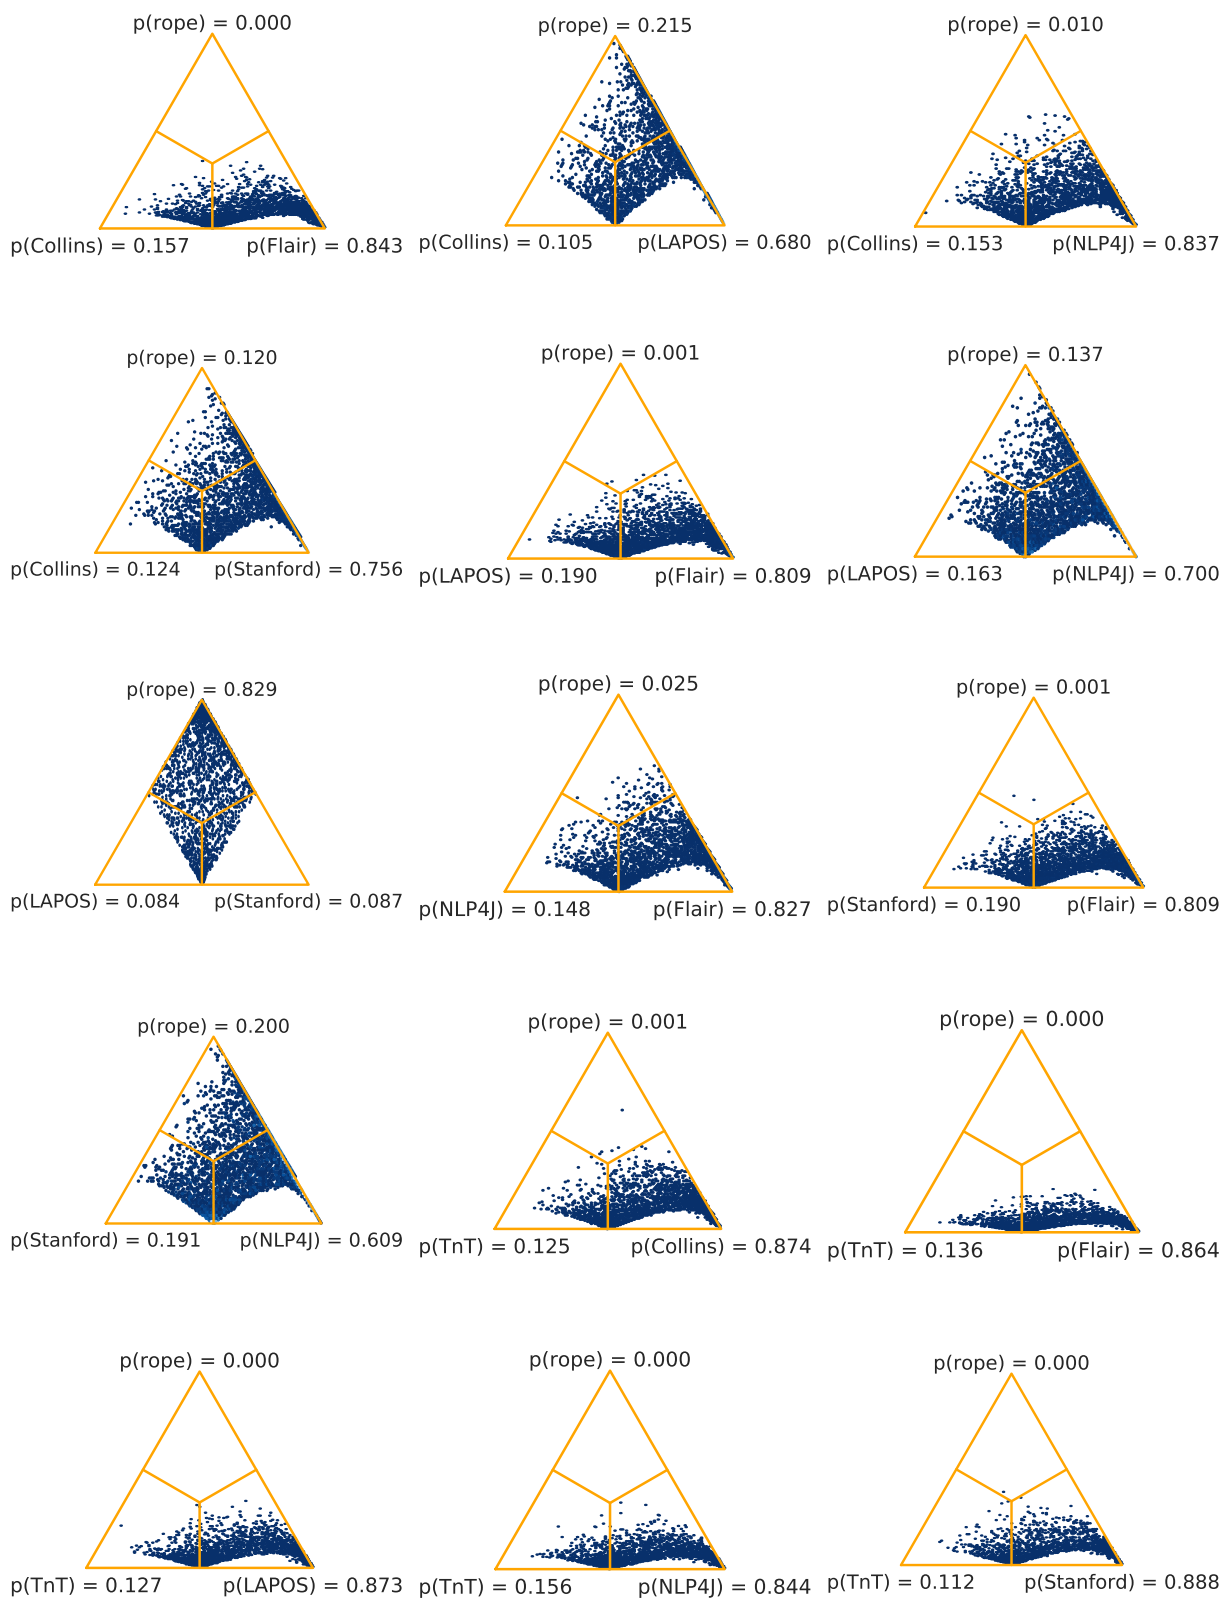 p(rope) = 0.000
p(Collins) = 0.157 p(Flair) = 0.843
p(rope) = 0.215
p(Collins) = 0.105 p(LAPOS) = 0.680
p(rope) = 0.010
p(Collins) = 0.153 p(NLP4J) = 0.837
p(rope) = 0.120
p(Collins) = 0.124 p(Stanford) = 0.756
p(rope) = 0.001
p(LAPOS) = 0.190 p(Flair) = 0.809
p(rope) = 0.137
p(LAPOS) = 0.163 p(NLP4J) = 0.700
p(rope) = 0.829
p(LAPOS) = 0.084 p(Stanford) = 0.087
p(rope) = 0.025
p(NLP4J) = 0.148 p(Flair) = 0.827
p(rope) = 0.001
p(Stanford) = 0.190 p(Flair) = 0.809
p(rope) = 0.200
p(Stanford) = 0.191 p(NLP4J) = 0.609
p(rope) = 0.001
p(TnT) = 0.125 p(Collins) = 0.874
p(rope) = 0.000
p(TnT) = 0.136 p(Flair) = 0.864
p(rope) = 0.000
p(TnT) = 0.127 p(LAPOS) = 0.873
p(rope) = 0.000
p(TnT) = 0.156 p(NLP4J) = 0.844
p(rope) = 0.000
p(TnT) = 0.112 p(Stanford) = 0.888